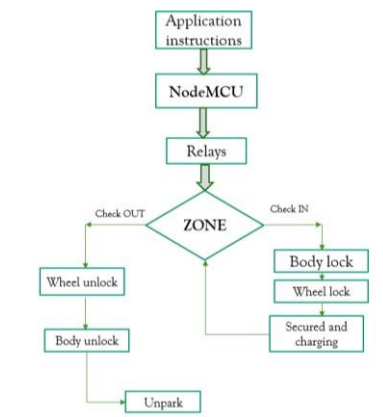 Application
instructions
NodeMCU
Relays
Check OUT
Check IN
ZONE
Body lock
Wheel unlock
Wheel lock
Secured and
charging
Body unlock
Unpark